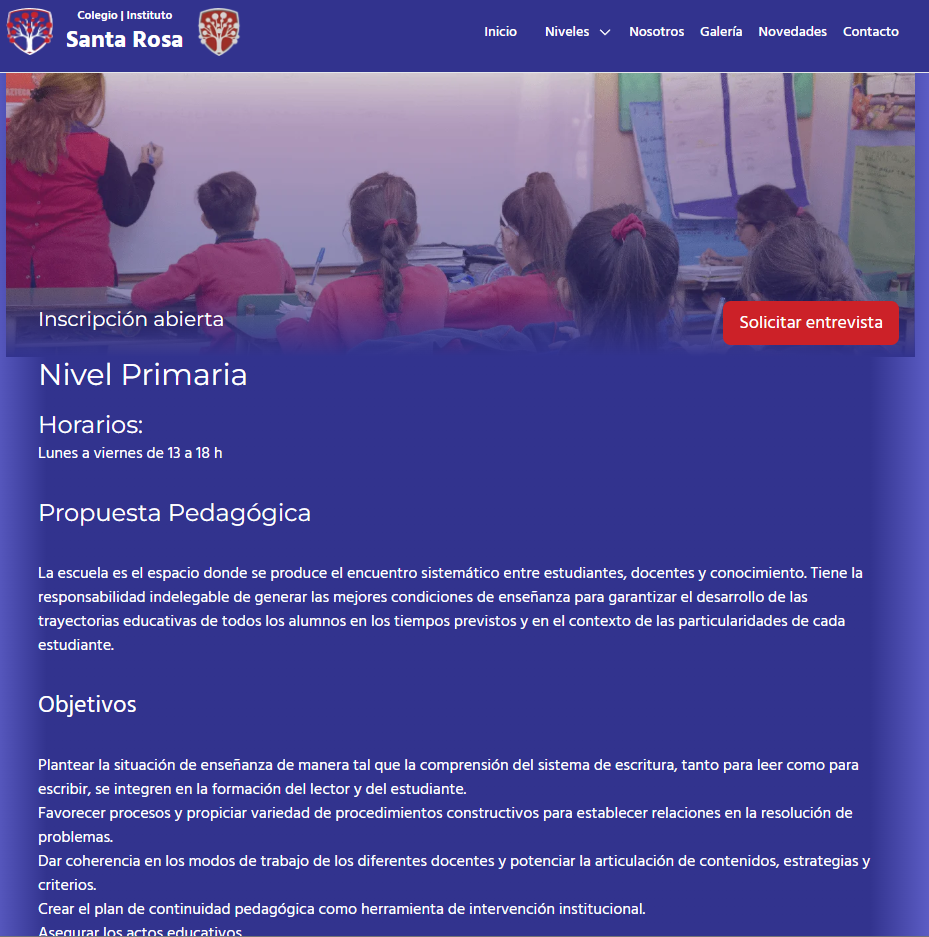 Colegio | Instituto
Santa Rosa
Inicio
Niveles
Nosotros
Galería
Novedades
Contacto
Inscripción abierta
Solicitar entrevista
Nivel Primaria
Horarios:
Lunes a viernes de 13 a 18 h
Propuesta Pedagógica
La escuela es el espacio donde se produce el encuentro sistemático entre estudiantes, docentes y conocimiento. Tiene la
responsabilidad indelegable de generar las mejores condiciones de enseñanza para garantizar el desarrollo de las
trayectorias educativas de todos los alumnos en los tiempos previstos y en el contexto de las particularidades de cada
estudiante.
Objetivos
Plantear la situación de enseñanza de manera tal que la comprensión del sistema de escritura, tanto para leer como para
escribir, se integren en la formación del lector y del estudiante.
Favorecer procesos y propiciar variedad de procedimientos constructivos para establecer relaciones en la resolución de
problemas.
Dar coherencia en los modos de trabajo de los diferentes docentes y potenciar la articulación de contenidos, estrategias y
criterios.
Crear el plan de continuidad pedagógica como herramienta de intervención institucional.
Asegurar los actos educativos